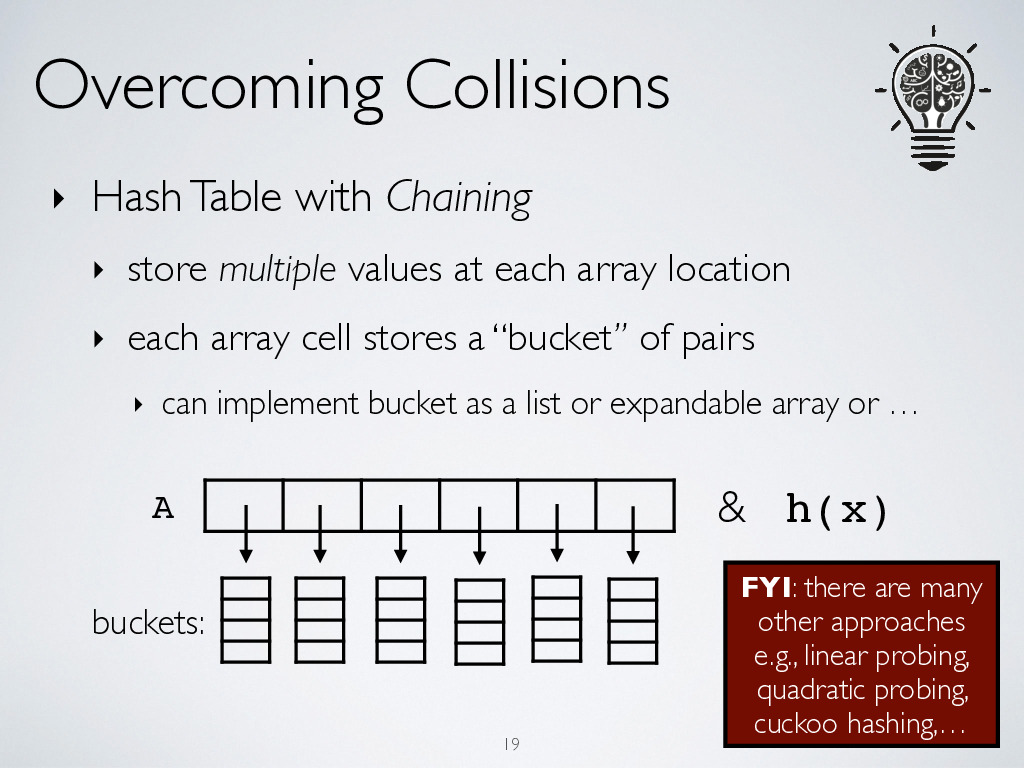 Overcoming Collisions
‣ Hash Table with Chaining
‣ store multiple values at each array location
‣ each array cell stores a “bucket” of pairs
‣ can implement bucket as a list or expandable array or …
A & h(x)
buckets:
FYI: there are many
other approaches
e.g., linear probing,
quadratic probing,
cuckoo hashing,…
19